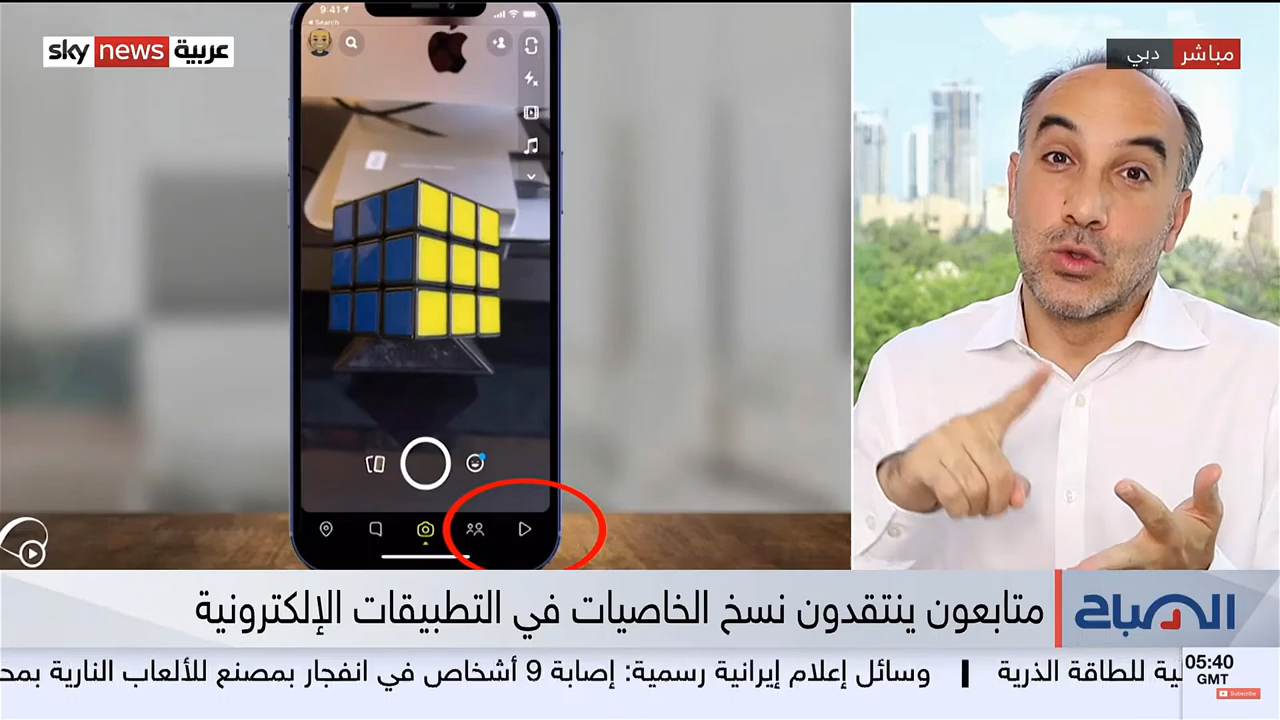 9:41
Search
sky news عربية
مباشر دبي
متابعون ينتقدون نسخ الخاصيات في التطبيقات الإلكترونية
الصباح
ية للطاقة الذرية | وسائل إعلام إيرانية رسمية: إصابة 9 أشخاص في انفجار بمصنع للألعاب النارية بمح
05:40
GMT
Subscribe